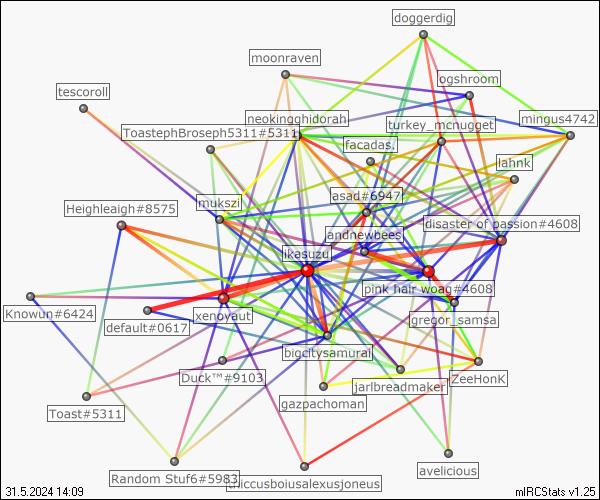 doggerdig
moonraven
ogshroom
tescoroll
neokingghidorah
turkey_mcnugget
mingus4742
ToastephBroseph5311#5311
facadas.
lahnk
mukszi
asad#6947
Heighleaigh#8575
disaster of passion#4608
andnewbees
ikasuzu
pink hair woag#4608
Knowun#6424
xenoyaut
default#0617
gregor_samsa
bigcitysamurai
Duck™#9103
jarlbreadmaker
ZeeHonK
gazpachoman
Toast#5311
avelicious
Random Stuf6#5983
thiccusboiusalexusjoneus
31.5.2024 14:09
mIRCStats v1.25